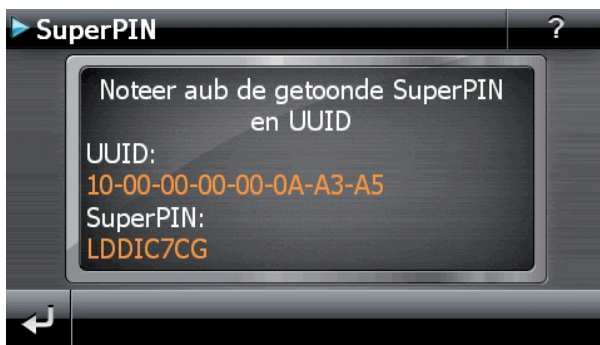 SuperPIN
?
Noteer aub de getoonde SuperPIN
en UUID
UUID:
10-00-00-00-00-0A-A3-A5
SuperPIN:
LDDIC7CG